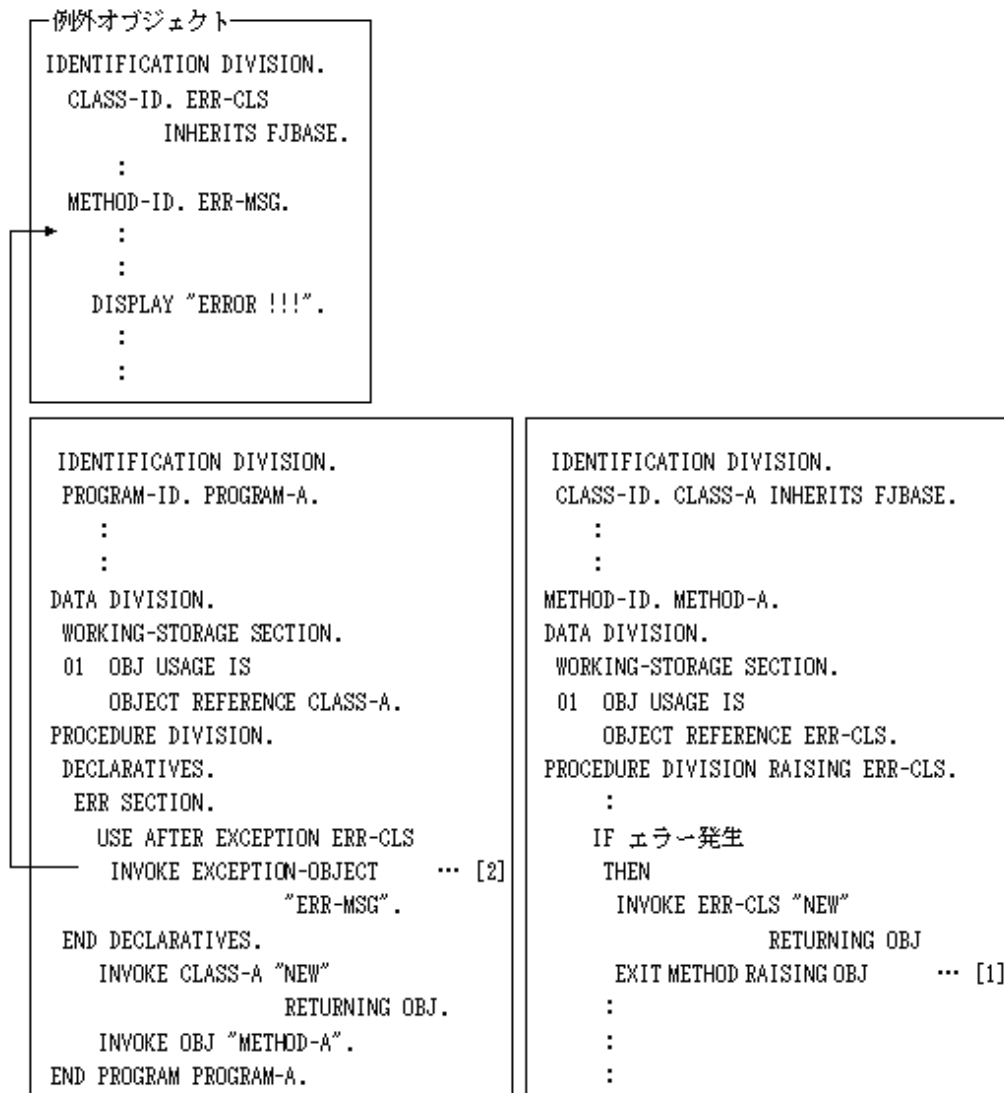 例外オブジェクト
IDENTIFICATION DIVISION.
CLASS-ID. ERR-CLS
INHERITS FJBASE.
:
METHOD-ID. ERR-MSG.
:
:
DISPLAY "ERROR !!!".
:
:
IDENTIFICATION DIVISION.
PROGRAM-ID. PROGRAM-A.
:
:
DATA DIVISION.
WORKING-STORAGE SECTION.
01 OBJ USAGE IS
OBJECT REFERENCE CLASS-A.
PROCEDURE DIVISION.
DECLARATIVES.
ERR SECTION.
USE AFTER EXCEPTION ERR-CLS
INVOKE EXCEPTION-OBJECT … [2]
"ERR-MSG".
END DECLARATIVES.
INVOKE CLASS-A "NEW"
RETURNING OBJ.
INVOKE OBJ "METHOD-A".
END PROGRAM PROGRAM-A.
IDENTIFICATION DIVISION.
CLASS-ID. CLASS-A INHERITS FJBASE.
:
:
METHOD-ID. METHOD-A.
DATA DIVISION.
WORKING-STORAGE SECTION.
01 OBJ USAGE IS
OBJECT REFERENCE ERR-CLS.
PROCEDURE DIVISION RAISING ERR-CLS.
:
IF エラー発生
THEN
INVOKE ERR-CLS "NEW"
RETURNING OBJ
EXIT METHOD RAISING OBJ … [1]
:
:
: